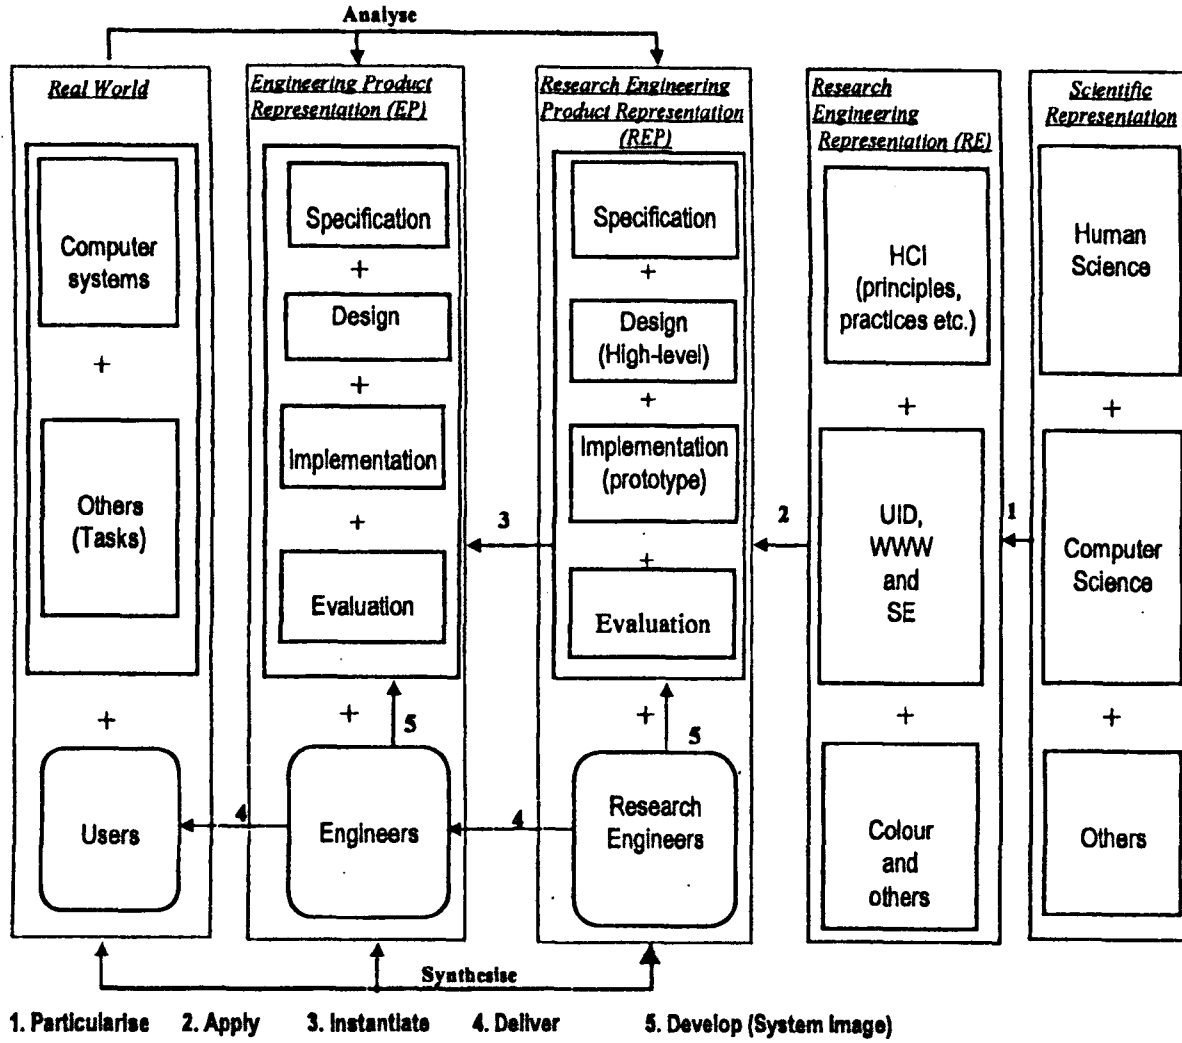 Analyse
Real World
Computer
systems
+
Others
(Tasks)
+
Users
Engineering Product
Representation (EP)
Specification
+
Design
+
Implementation
+
Evaluation
+
5
Engineers
4
Research Engineering
Product Representation
(REP)
Specification
+
Design
(High-level)
+
Implementation
(prototype)
+
Evaluation
+
5
Research
Engineers
4
3
Research
Engineering
Representation (RE)
HCI
(principles,
practices etc.)
+
UID,
WWW
and
SE
+
Colour
and
others
2
Scientific
Representation
Human
Science
+
Computer
Science
+
Others
1
Synthesise
1. Particularise 2. Apply 3. Instantiate 4. Deliver 5. Develop (System Image)